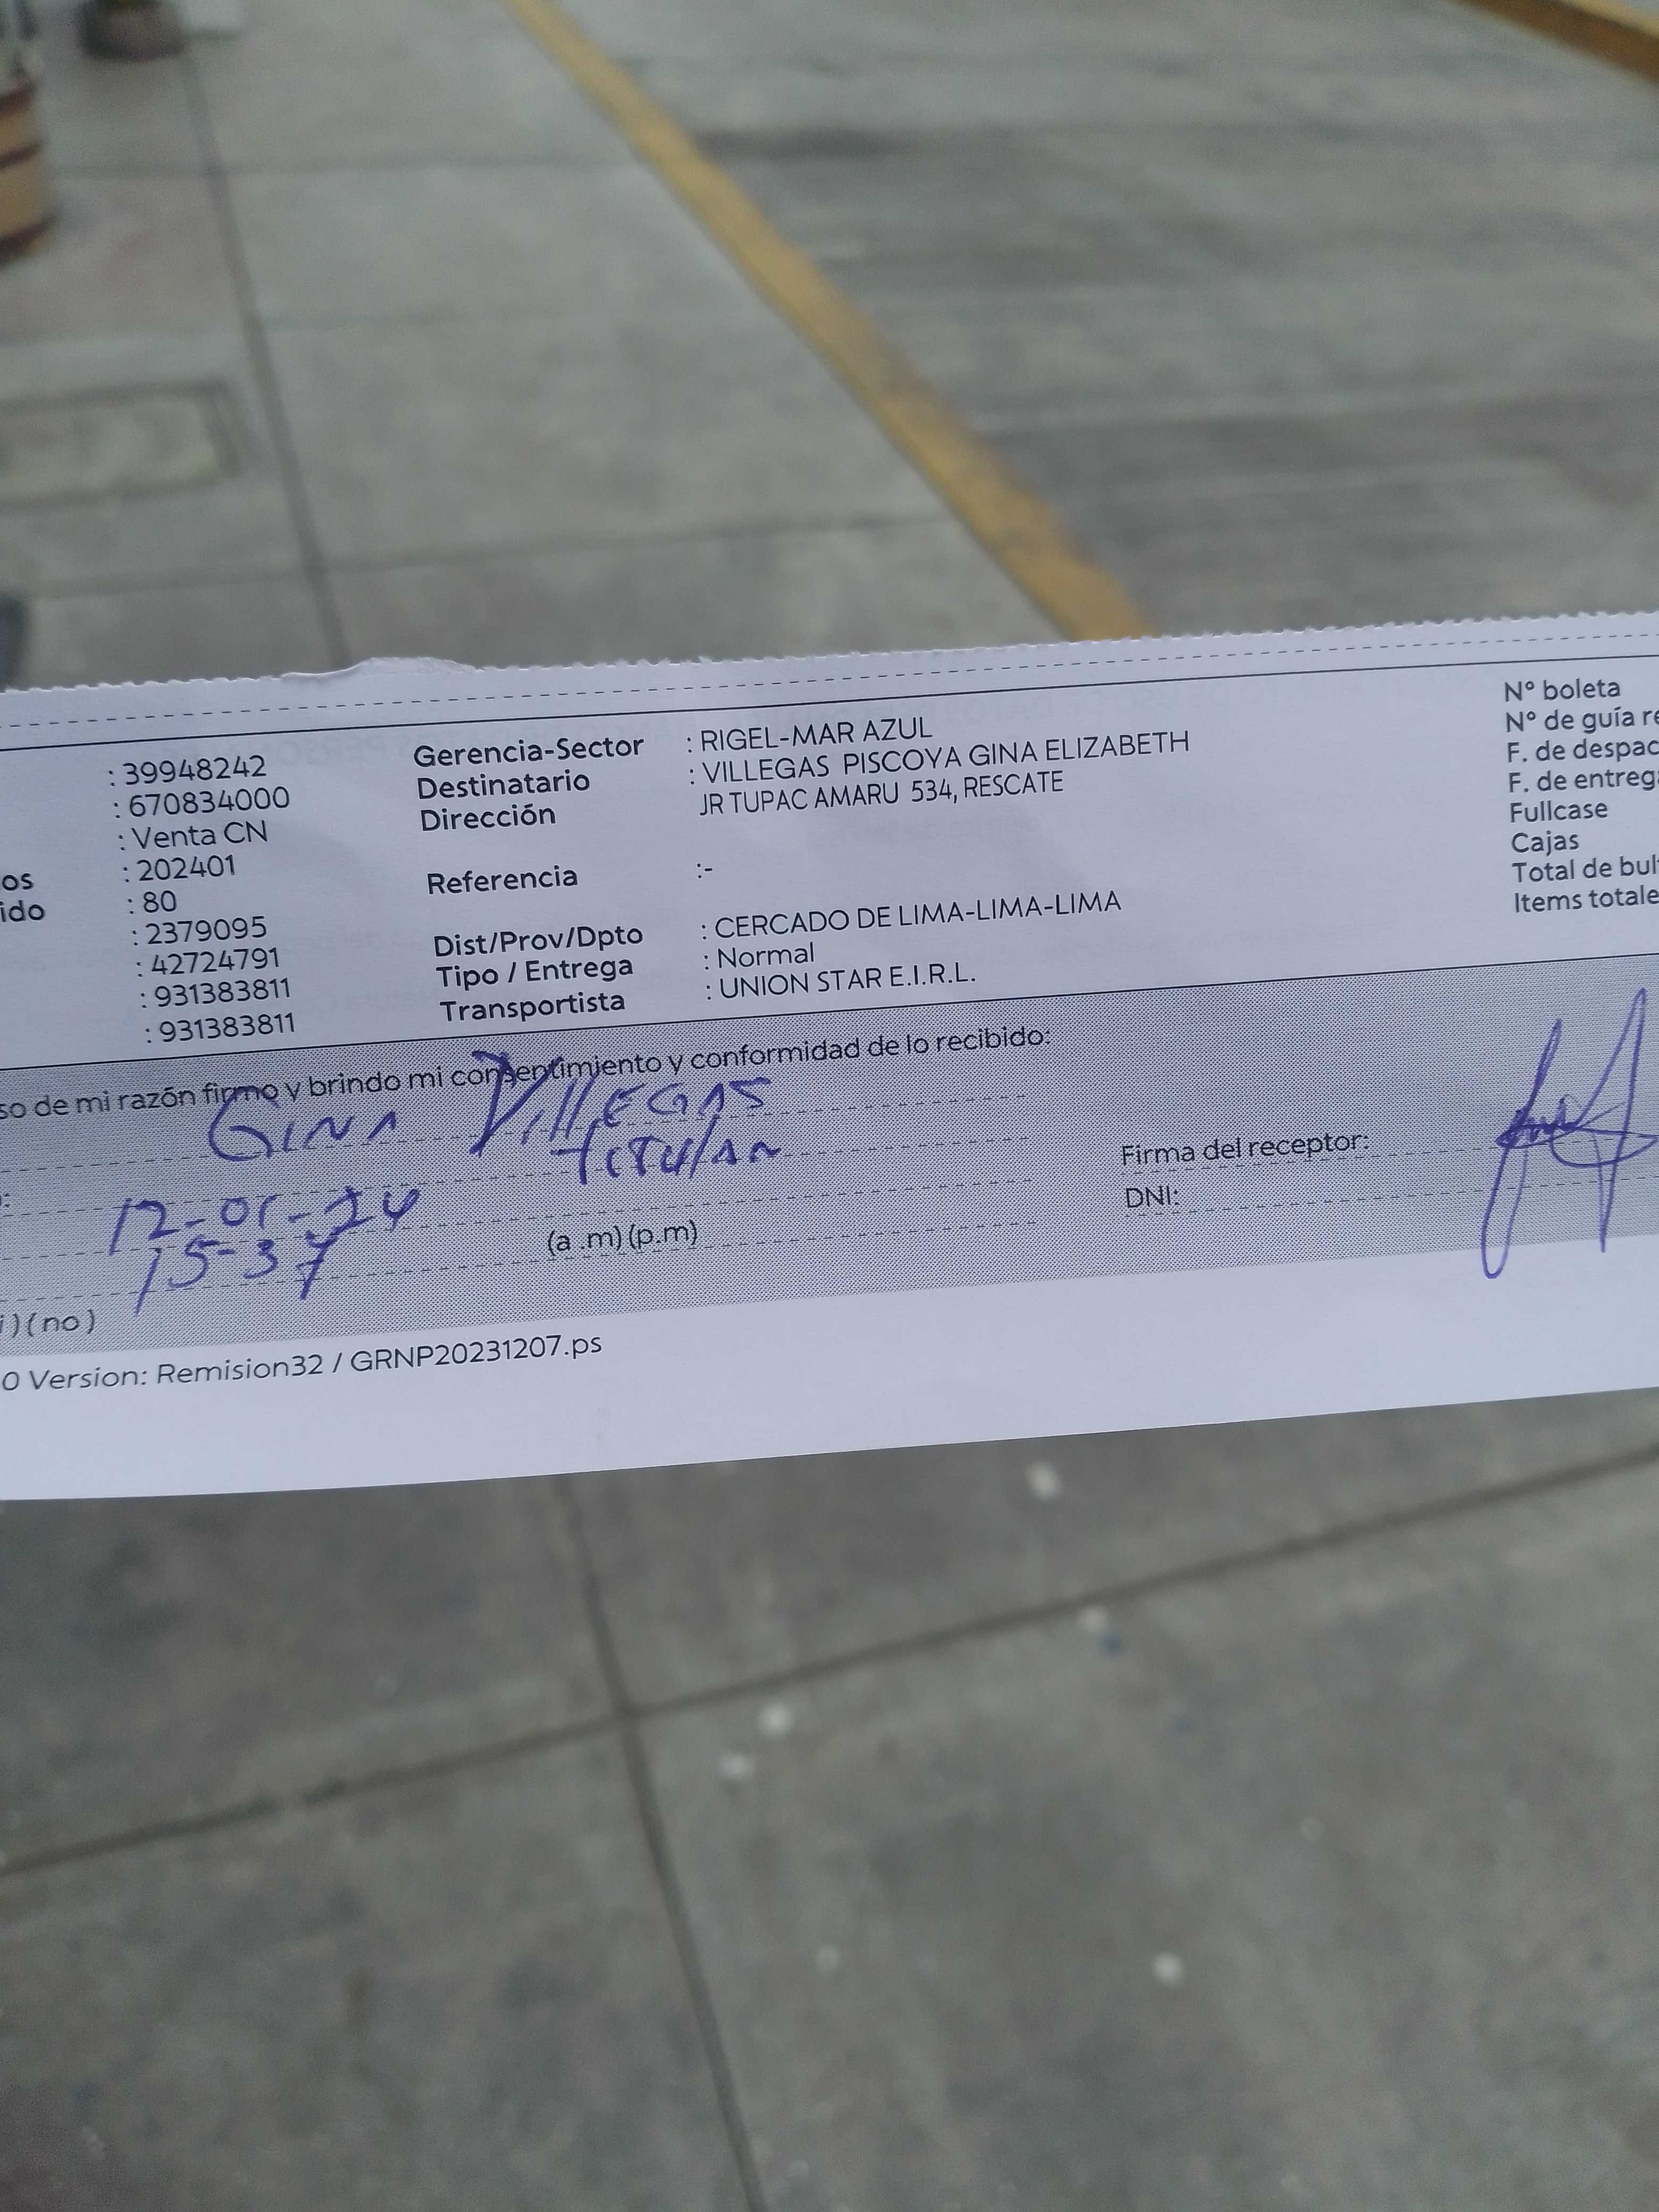 : 39948242
: 670834000
: Venta CN
os : 202401
ido : 80
: 2379095
: 42724791
: 931383811
: 931383811
Gerencia-Sector : RIGEL-MAR AZUL
Destinatario : VILLEGAS PISCOYA GINA ELIZABETH
Dirección JR TUPAC AMARU 534, RESCATE
Referencia :-
Dist/Prov/Dpto : CERCADO DE LIMA-LIMA-LIMA
Tipo / Entrega : Normal
Transportista : UNION STAR E.I.R.L.
N° boleta
N° de guía re
F. de despac
F. de entreg
Fullcase
Cajas
Total de bul
Items totale
so de mi razón firmo y brindo mi consentimiento y conformidad de lo recibido:
GINA VIllEGAS
titular
12-01-24
15-37 (a .m) (p.m)
Firma del receptor:
DNI:
i ) ( no )
0 Version: Remision32 / GRNP20231207.ps